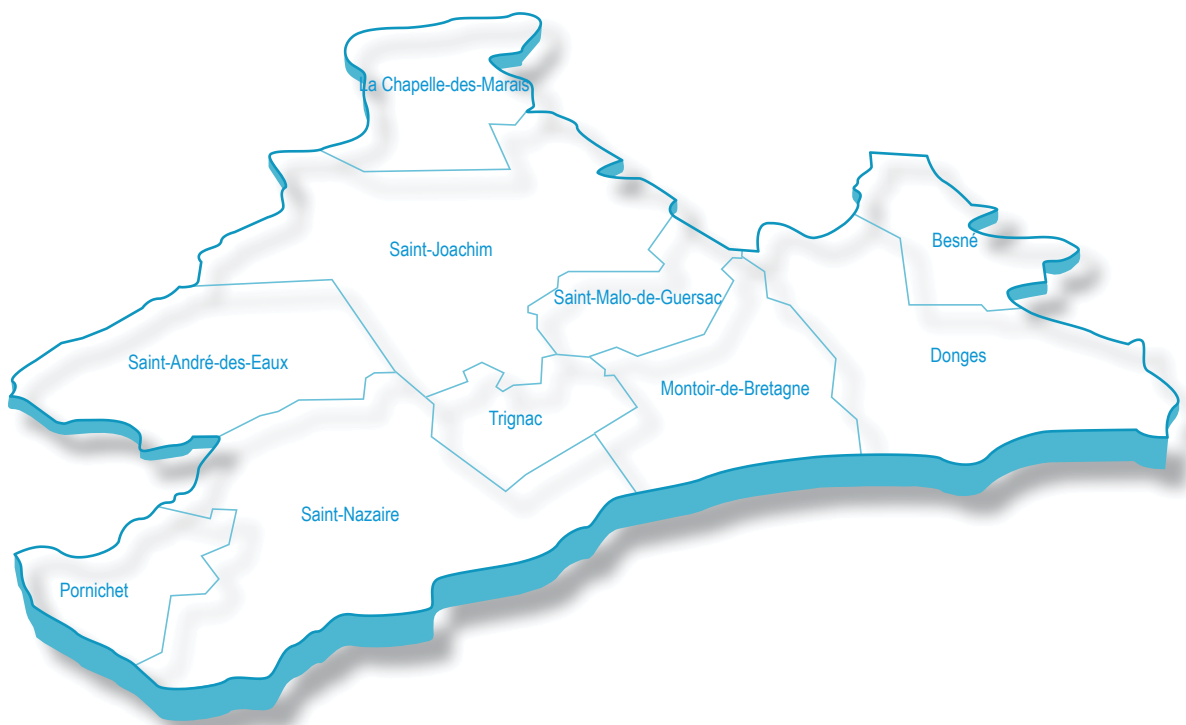 La Chapelle-des-Marais
Saint-Joachim
Besné
Saint-Malo-de-Guersac
Saint-André-des-Eaux
Donges
Montoir-de-Bretagne
Trignac
Saint-Nazaire
Pornichet